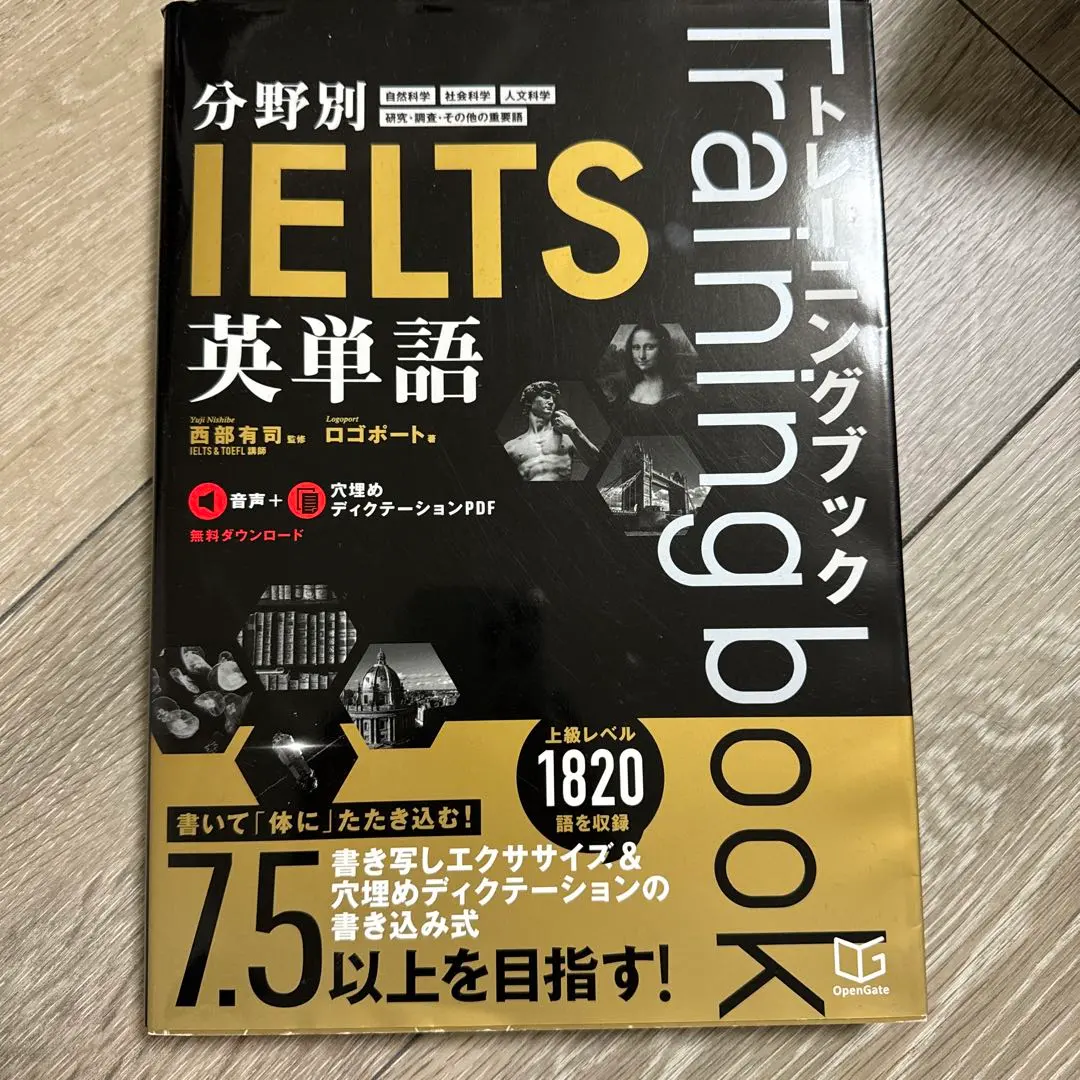 分野別
自然科学 社会科学 人文科学
研究・調査・その他の重要語
IELTS
英単語
Training book
トレーニングブック
Yuji Nishibe
西部有司 監修
IELTS & TOEFL 講師
Logoport
ロゴポート 著
音声+
穴埋め
ディクテーションPDF
無料ダウンロード
上級レベル
1820
語を収録
書いて「体に」たたき込む!
書き写しエクササイズ&
穴埋めディクテーションの
書き込み式
7.5以上を目指す!
OpenGate